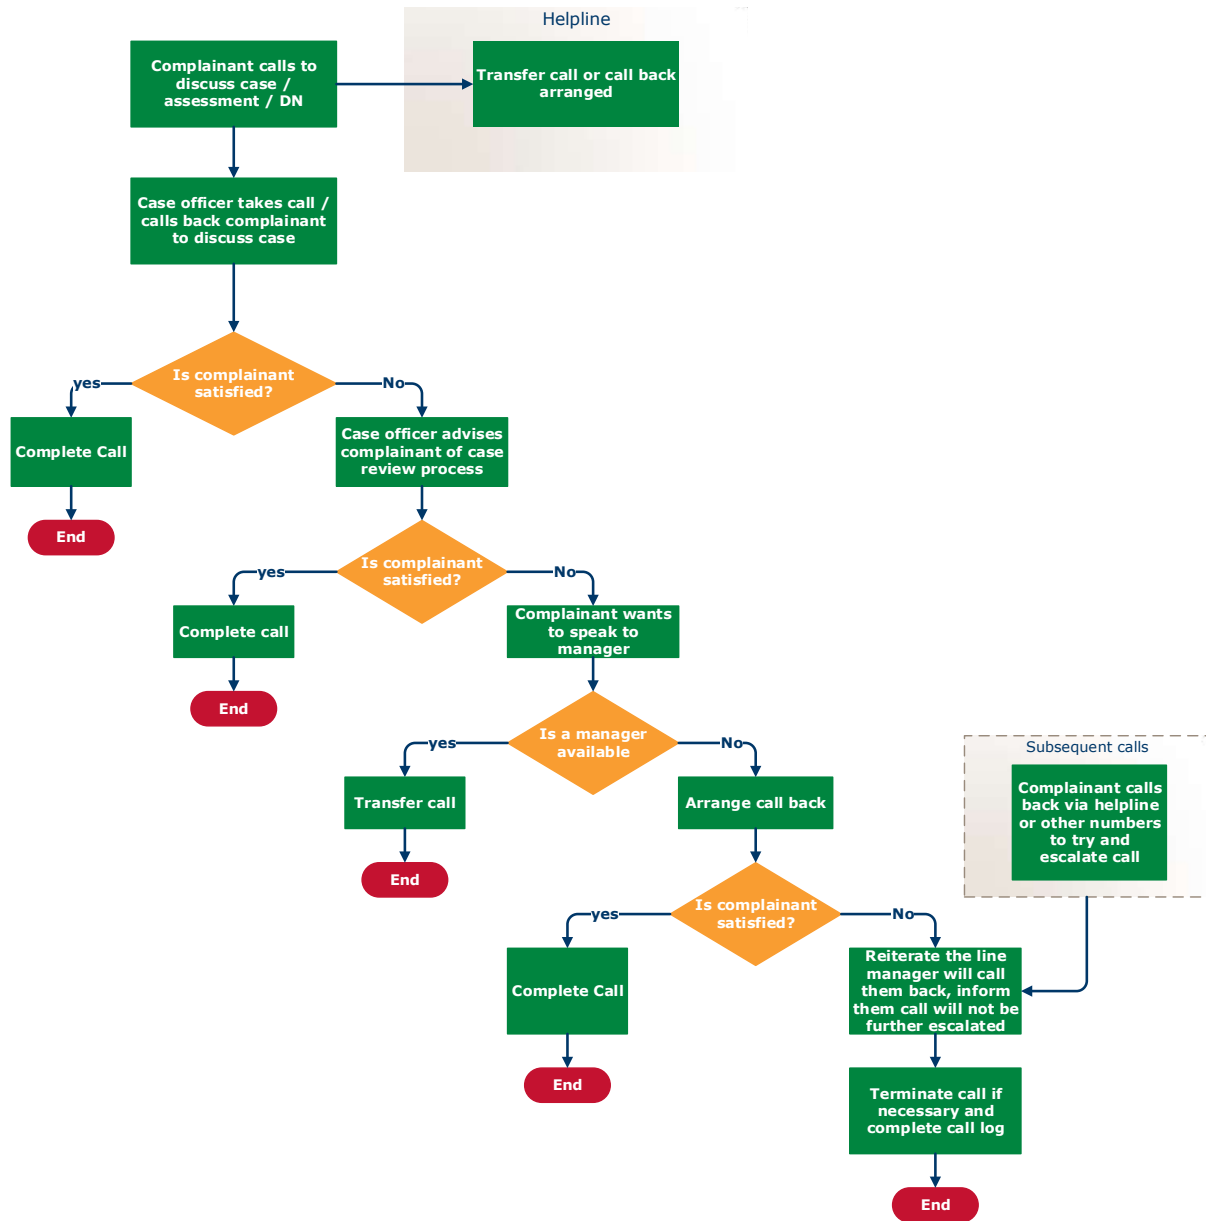 Helpline
Complainant calls to
discuss case /
assessment / DN
Transfer call or call back
arranged
Case officer takes call /
calls back complainant
to discuss case
Is complainant
satisfied?
yes
No
Complete Call
Case officer advises
complainant of case
review process
End
Is complainant
satisfied?
yes
No
Complete call
Complainant wants
to speak to
manager
End
Is a manager
available
yes
No
Subsequent calls
Transfer call
Arrange call back
Complainant calls
back via helpline
or other numbers
to try and
escalate call
End
Is complainant
satisfied?
yes
No
Complete Call
Reiterate the line
manager will call
them back, inform
them call will not be
further escalated
End
Terminate call if
necessary and
complete call log
End